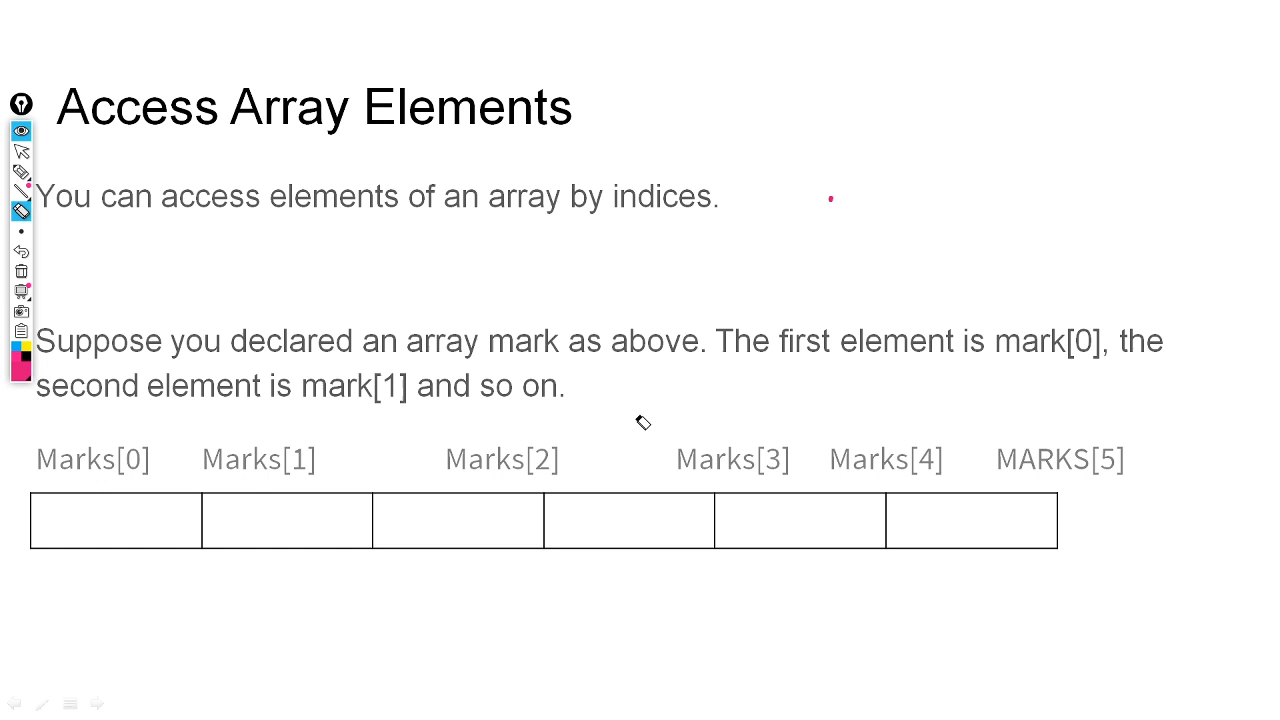 Access Array Elements
You can access elements of an array by indices.
Suppose you declared an array mark as above. The first element is mark[0], the
second element is mark[1] and so on.
Marks[0] Marks[1] Marks[2] Marks[3] Marks[4] MARKS[5]